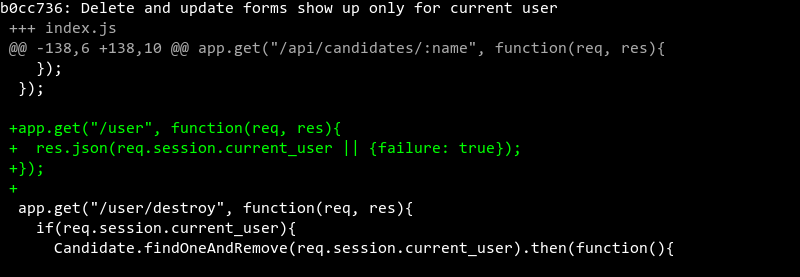 b0cc736: Delete and update forms show up only for current user
+++ index.js
@@ -138,6 +138,10 @@ app.get("/api/candidates/:name", function(req, res){
   });
 });

+app.get("/user", function(req, res){
+  res.json(req.session.current_user || {failure: true});
+});
+
 app.get("/user/destroy", function(req, res){
   if(req.session.current_user){
     Candidate.findOneAndRemove(req.session.current_user).then(function(){